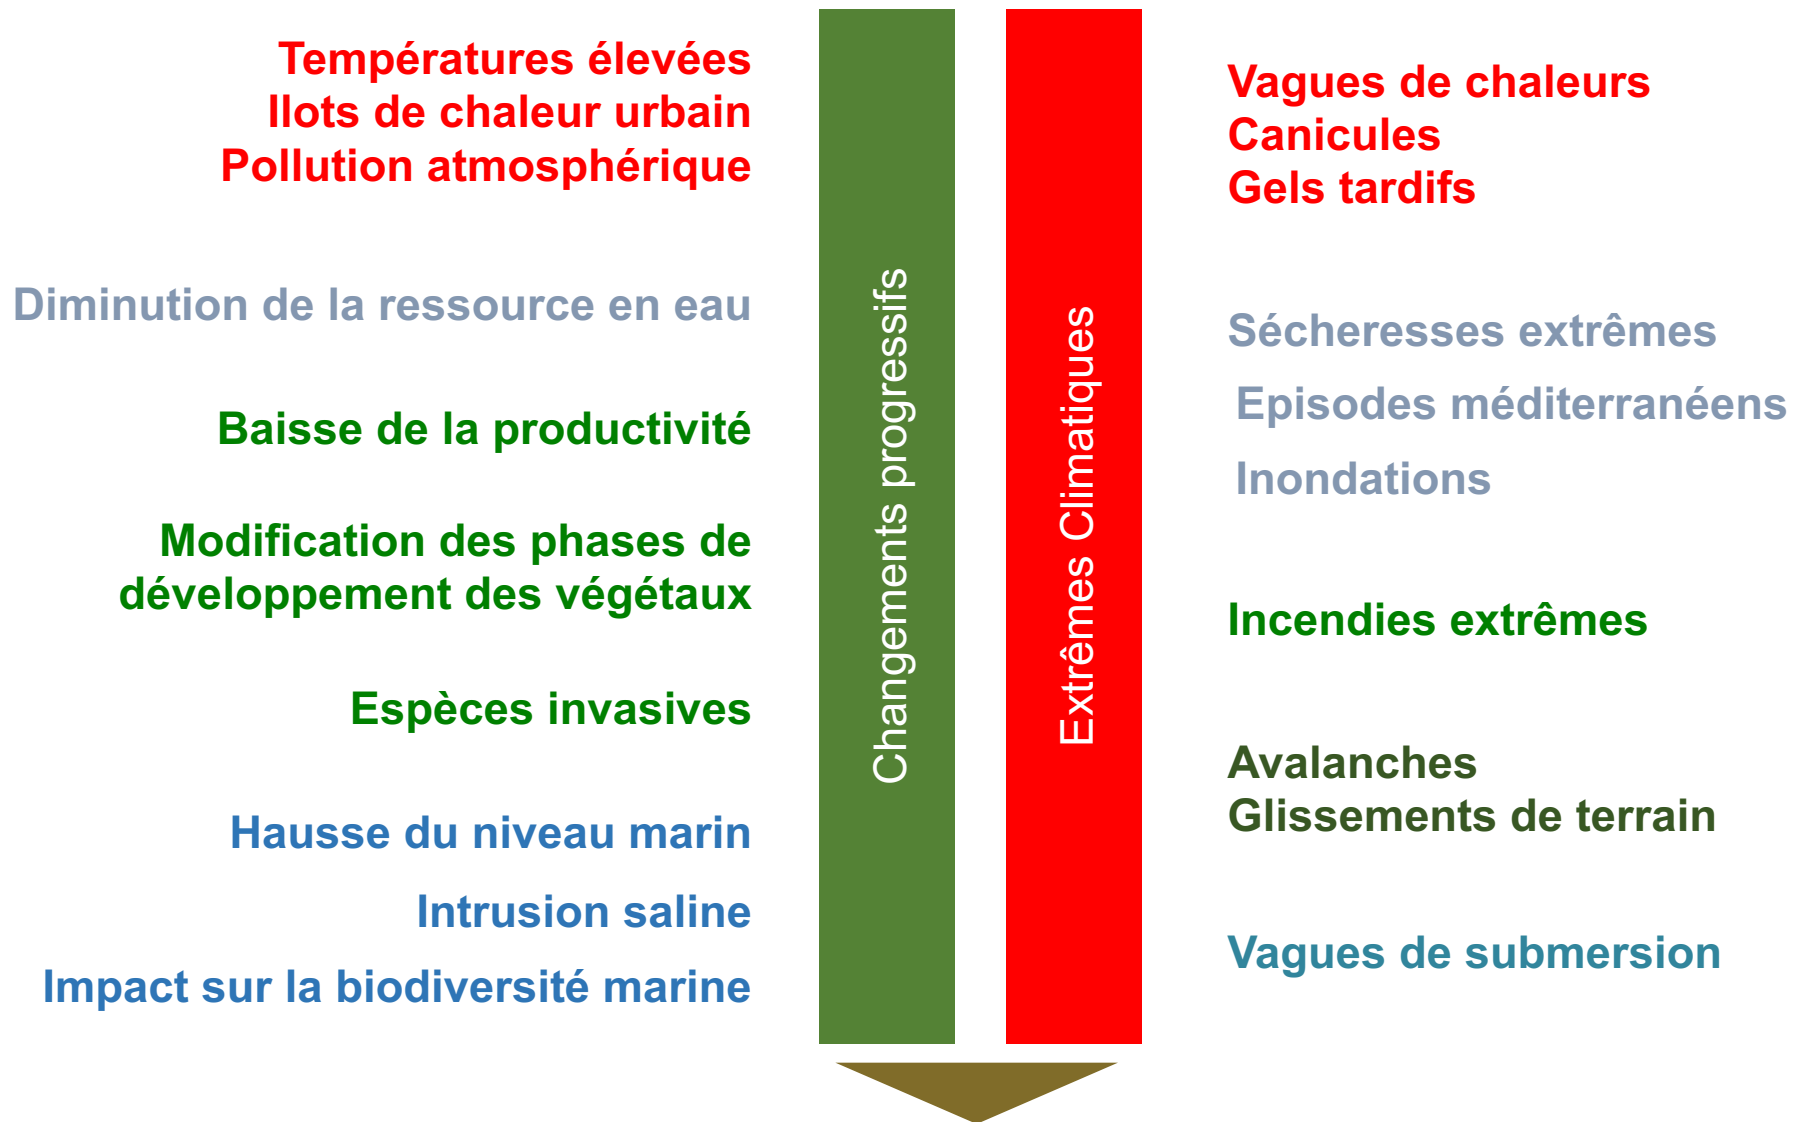 Températures élevées
Ilots de chaleur urbain
Pollution atmosphérique
Diminution de la ressource en eau
Baisse de la productivité
Modification des phases de
développement des végétaux
Espèces invasives
Hausse du niveau marin
Intrusion saline
Impact sur la biodiversité marine
Changements progressifs
Extrêmes Climatiques
Vagues de chaleurs
Canicules
Gels tardifs
Sécheresses extrêmes
Episodes méditerranéens
Inondations
Incendies extrêmes
Avalanches
Glissements de terrain
Vagues de submersion